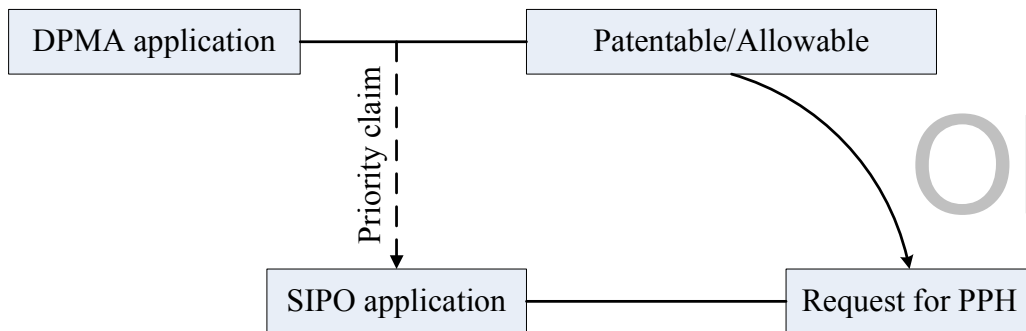 DPMA application
Patentable/Allowable
Priority claim
SIPO application
Request for PPH